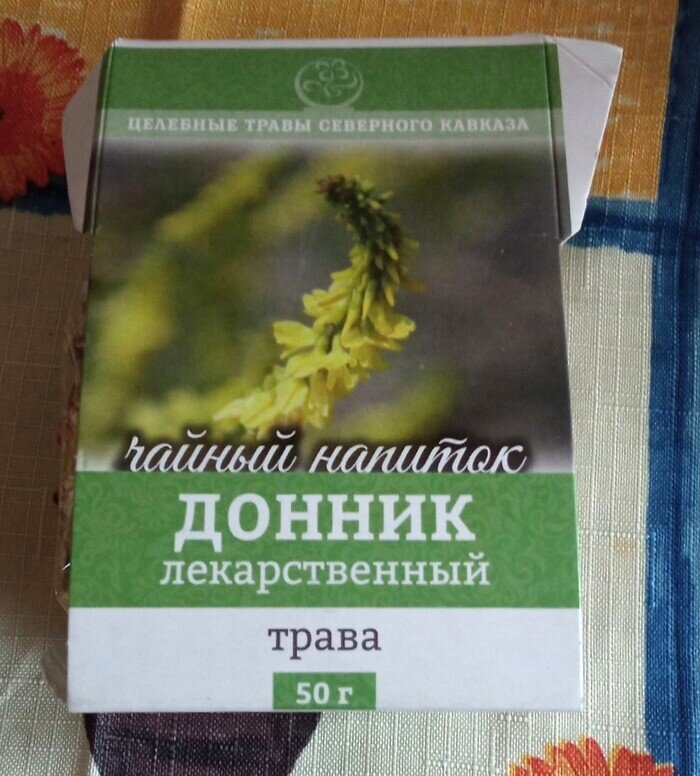 ЦЕЛЕБНЫЕ ТРАВЫ СЕВЕРНОГО КАВКАЗА
чайный напиток
ДОННИК
лекарственный
трава
50 г